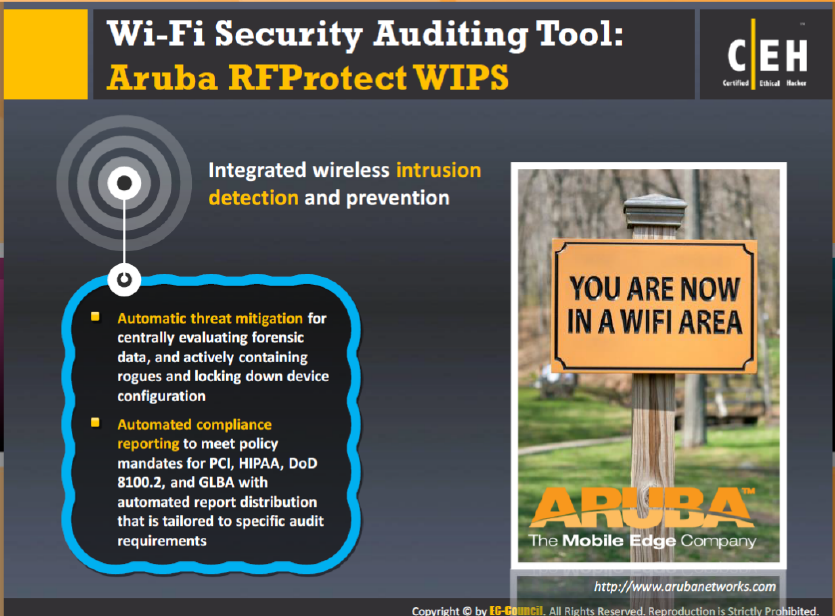 Wi-Fi Security Auditing Tool:
Aruba RFProtect WIPS
C|EH
Certified Ethical Hacker
Integrated wireless intrusion
detection and prevention
Automatic threat mitigation for
centrally evaluating forensic
data, and actively containing
rogues and locking down device
configuration
Automated compliance
reporting to meet policy
mandates for PCI, HIPAA, DoD
8100.2, and GLBA with
automated report distribution
that is tailored to specific audit
requirements
YOU ARE NOW
IN A WIFI AREA
ARUBA™
The Mobile Edge Company
http://www.arubanetworks.com
Copyright © by EG-Council. All Rights Reserved. Reproduction is Strictly Prohibited.